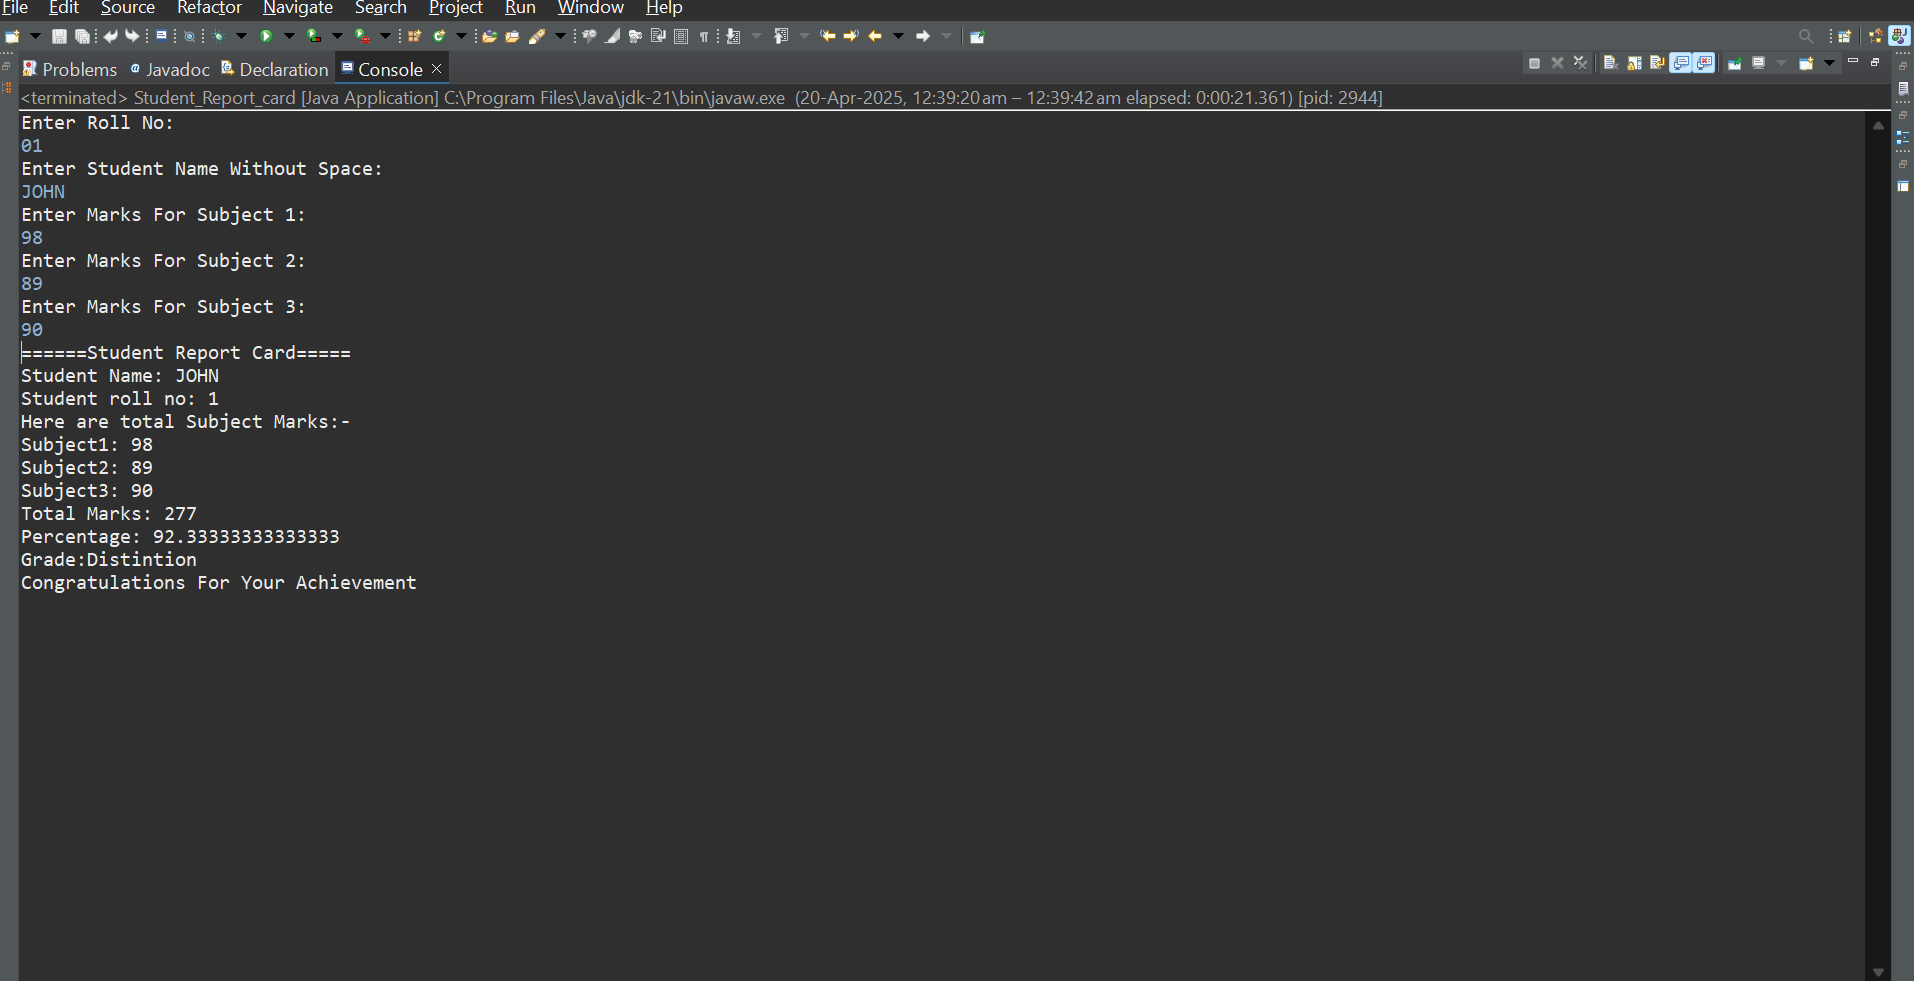 File Edit Source Refactor Navigate Search Project Run Window Help
Problems Javadoc Declaration Console
<terminated> Student_Report_card [Java Application] C:\Program Files\Java\jdk-21\bin\javaw.exe (20-Apr-2025, 12:39:20 am – 12:39:42 am elapsed: 0:00:21.361) [pid: 2944]
Enter Roll No:
01
Enter Student Name Without Space:
JOHN
Enter Marks For Subject 1:
98
Enter Marks For Subject 2:
89
Enter Marks For Subject 3:
90
======Student Report Card=====
Student Name: JOHN
Student roll no: 1
Here are total Subject Marks:-
Subject1: 98
Subject2: 89
Subject3: 90
Total Marks: 277
Percentage: 92.33333333333333
Grade:Distintion
Congratulations For Your Achievement